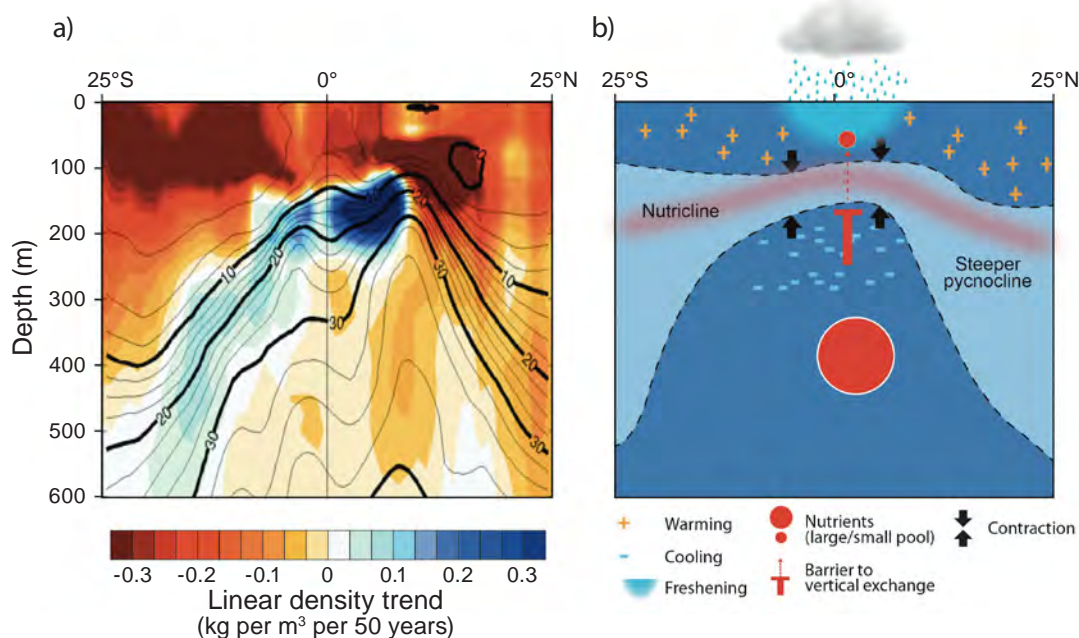 a)
b)
25°S
0°
25°N
25°S
0°
25°N
0
100
200
300
400
500
600
Depth (m)
10
20
30
30
20
10
20
30
10
0
Nutricline
Steeper
pycnocline
-0.3
-0.2
-0.1
0
0.1
0.2
0.3
Linear density trend
(kg per m³ per 50 years)
Warming
Cooling
Freshening
Nutrients
(large/small pool)
Barrier to
vertical exchange
Contraction